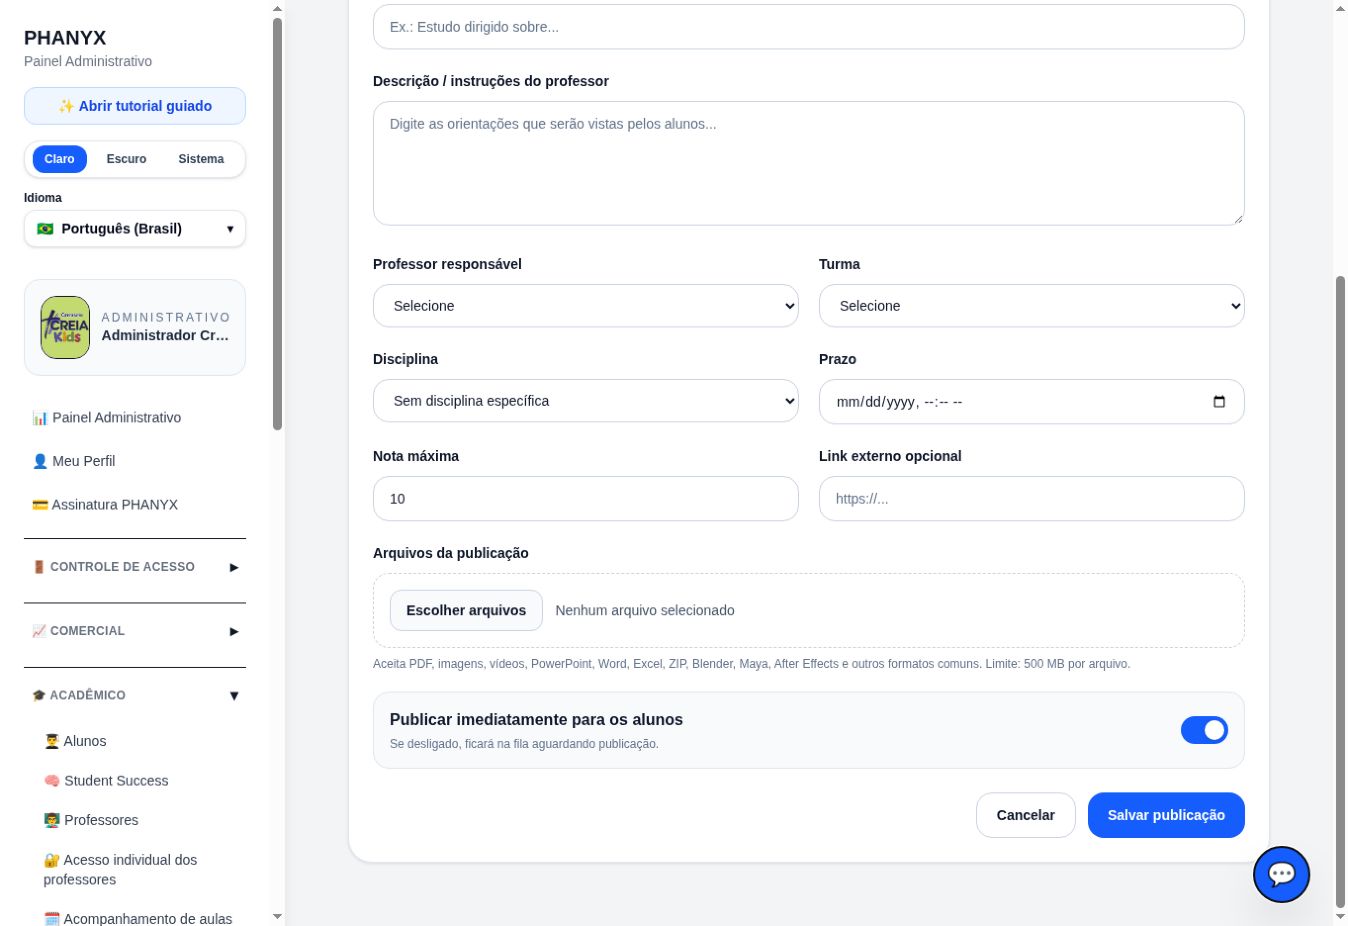 PHANYX
Painel Administrativo
✨ Abrir tutorial guiado
Claro Escuro Sistema
Idioma
Português (Brasil)
CREIA
Kids
ADMINISTRATIVO
Administrador Cr...
Painel Administrativo
Meu Perfil
Assinatura PHANYX
CONTROLE DE ACESSO
COMERCIAL
ACADÊMICO
Alunos
Student Success
Professores
Acesso individual dos
professores
Acompanhamento de aulas
Ex.: Estudo dirigido sobre...
Descrição / instruções do professor
Digite as orientações que serão vistas pelos alunos...
Professor responsável
Selecione
Turma
Selecione
Disciplina
Sem disciplina específica
Prazo
mm/dd/yyyy, --:-- --
Nota máxima
10
Link externo opcional
https://...
Arquivos da publicação
Escolher arquivos Nenhum arquivo selecionado
Aceita PDF, imagens, vídeos, PowerPoint, Word, Excel, ZIP, Blender, Maya, After Effects e outros formatos comuns. Limite: 500 MB por arquivo.
Publicar imediatamente para os alunos
Se desligado, ficará na fila aguardando publicação.
Cancelar Salvar publicação